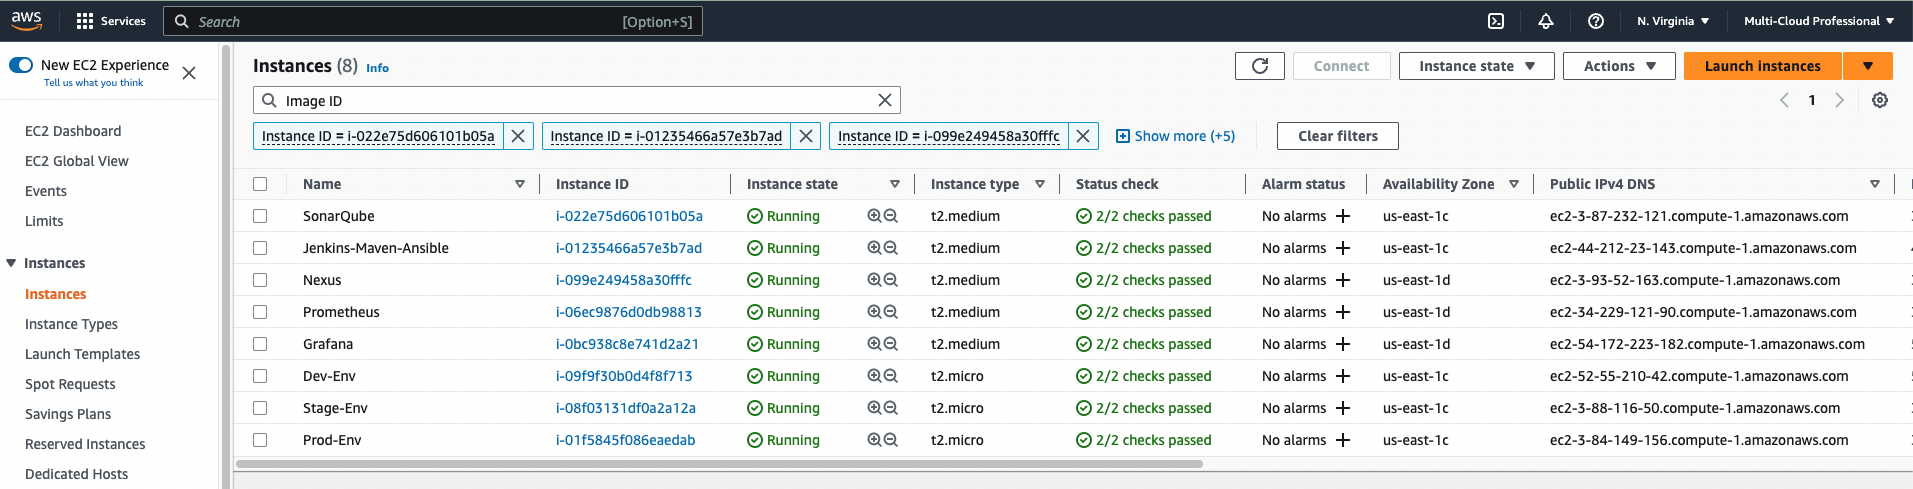 aws Services Search [Option+S] N. Virginia Multi-Cloud Professional
New EC2 Experience
Tell us what you think
EC2 Dashboard
EC2 Global View
Events
Limits
Instances
Instances
Instance Types
Launch Templates
Spot Requests
Savings Plans
Reserved Instances
Dedicated Hosts
Instances (8) Info Connect Instance state Actions Launch instances
Image ID 1
Instance ID = i-022e75d606101b05a Instance ID = i-01235466a57e3b7ad Instance ID = i-099e249458a30fffc Show more (+5) Clear filters
Name Instance ID Instance state Instance type Status check Alarm status Availability Zone Public IPv4 DNS
SonarQube i-022e75d606101b05a Running t2.medium 2/2 checks passed No alarms + us-east-1c ec2-3-87-232-121.compute-1.amazonaws.com
Jenkins-Maven-Ansible i-01235466a57e3b7ad Running t2.medium 2/2 checks passed No alarms + us-east-1c ec2-44-212-23-143.compute-1.amazonaws.com
Nexus i-099e249458a30fffc Running t2.medium 2/2 checks passed No alarms + us-east-1d ec2-3-93-52-163.compute-1.amazonaws.com
Prometheus i-06ec9876d0db98813 Running t2.medium 2/2 checks passed No alarms + us-east-1d ec2-34-229-121-90.compute-1.amazonaws.com
Grafana i-0bc938c8e741d2a21 Running t2.medium 2/2 checks passed No alarms + us-east-1d ec2-54-172-223-182.compute-1.amazonaws.com
Dev-Env i-09f9f30b0d4f8f713 Running t2.micro 2/2 checks passed No alarms + us-east-1c ec2-52-55-210-42.compute-1.amazonaws.com
Stage-Env i-08f03131df0a2a12a Running t2.micro 2/2 checks passed No alarms + us-east-1c ec2-3-88-116-50.compute-1.amazonaws.com
Prod-Env i-01f5845f086eaedab Running t2.micro 2/2 checks passed No alarms + us-east-1c ec2-3-84-149-156.compute-1.amazonaws.com